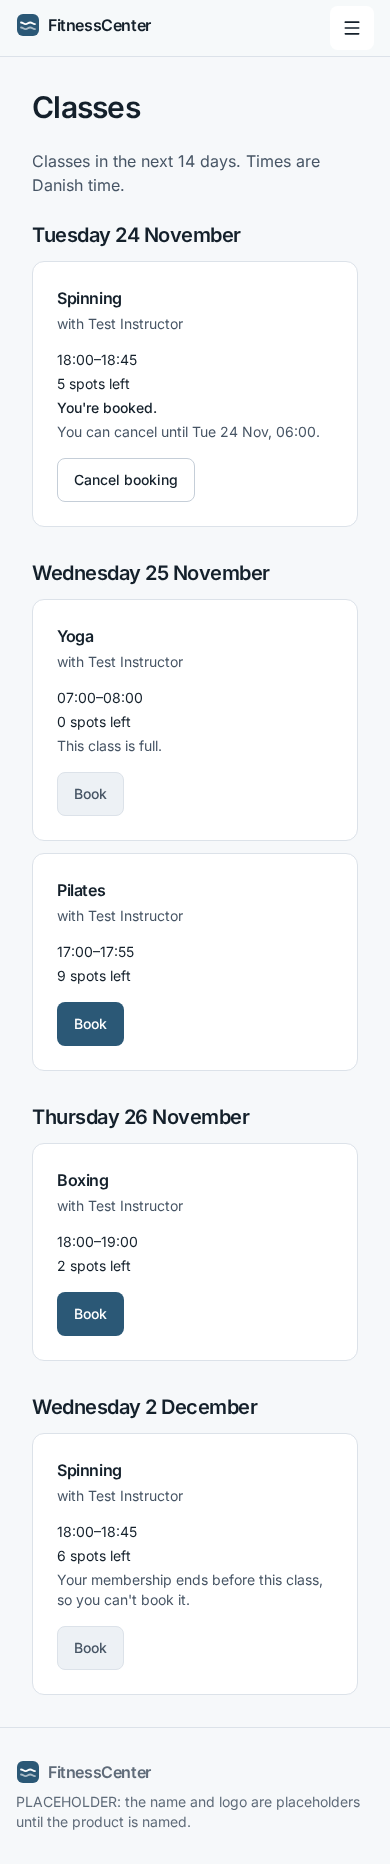 FitnessCenter
Classes
Classes in the next 14 days. Times are
Danish time.
Tuesday 24 November
Spinning
with Test Instructor
18:00–18:45
5 spots left
You're booked.
You can cancel until Tue 24 Nov, 06:00.
Cancel booking
Wednesday 25 November
Yoga
with Test Instructor
07:00–08:00
0 spots left
This class is full.
Book
Pilates
with Test Instructor
17:00–17:55
9 spots left
Book
Thursday 26 November
Boxing
with Test Instructor
18:00–19:00
2 spots left
Book
Wednesday 2 December
Spinning
with Test Instructor
18:00–18:45
6 spots left
Your membership ends before this class,
so you can't book it.
Book
FitnessCenter
PLACEHOLDER: the name and logo are placeholders
until the product is named.